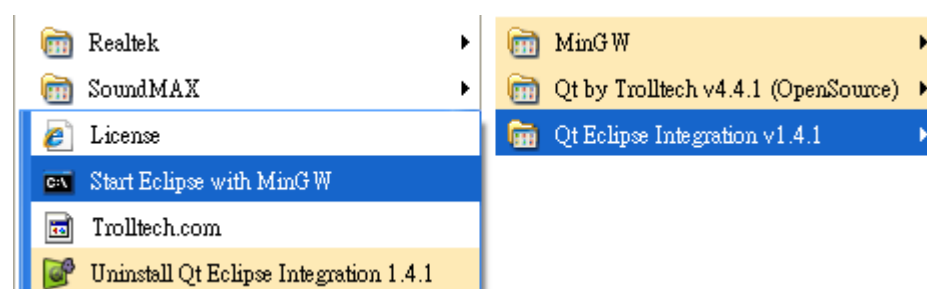 Realtek
SoundMAX
License
Start Eclipse with MinGW
Trolltech.com
Uninstall Qt Eclipse Integration 1.4.1
MinGW
Qt by Trolltech v4.4.1 (OpenSource)
Qt Eclipse Integration v1.4.1